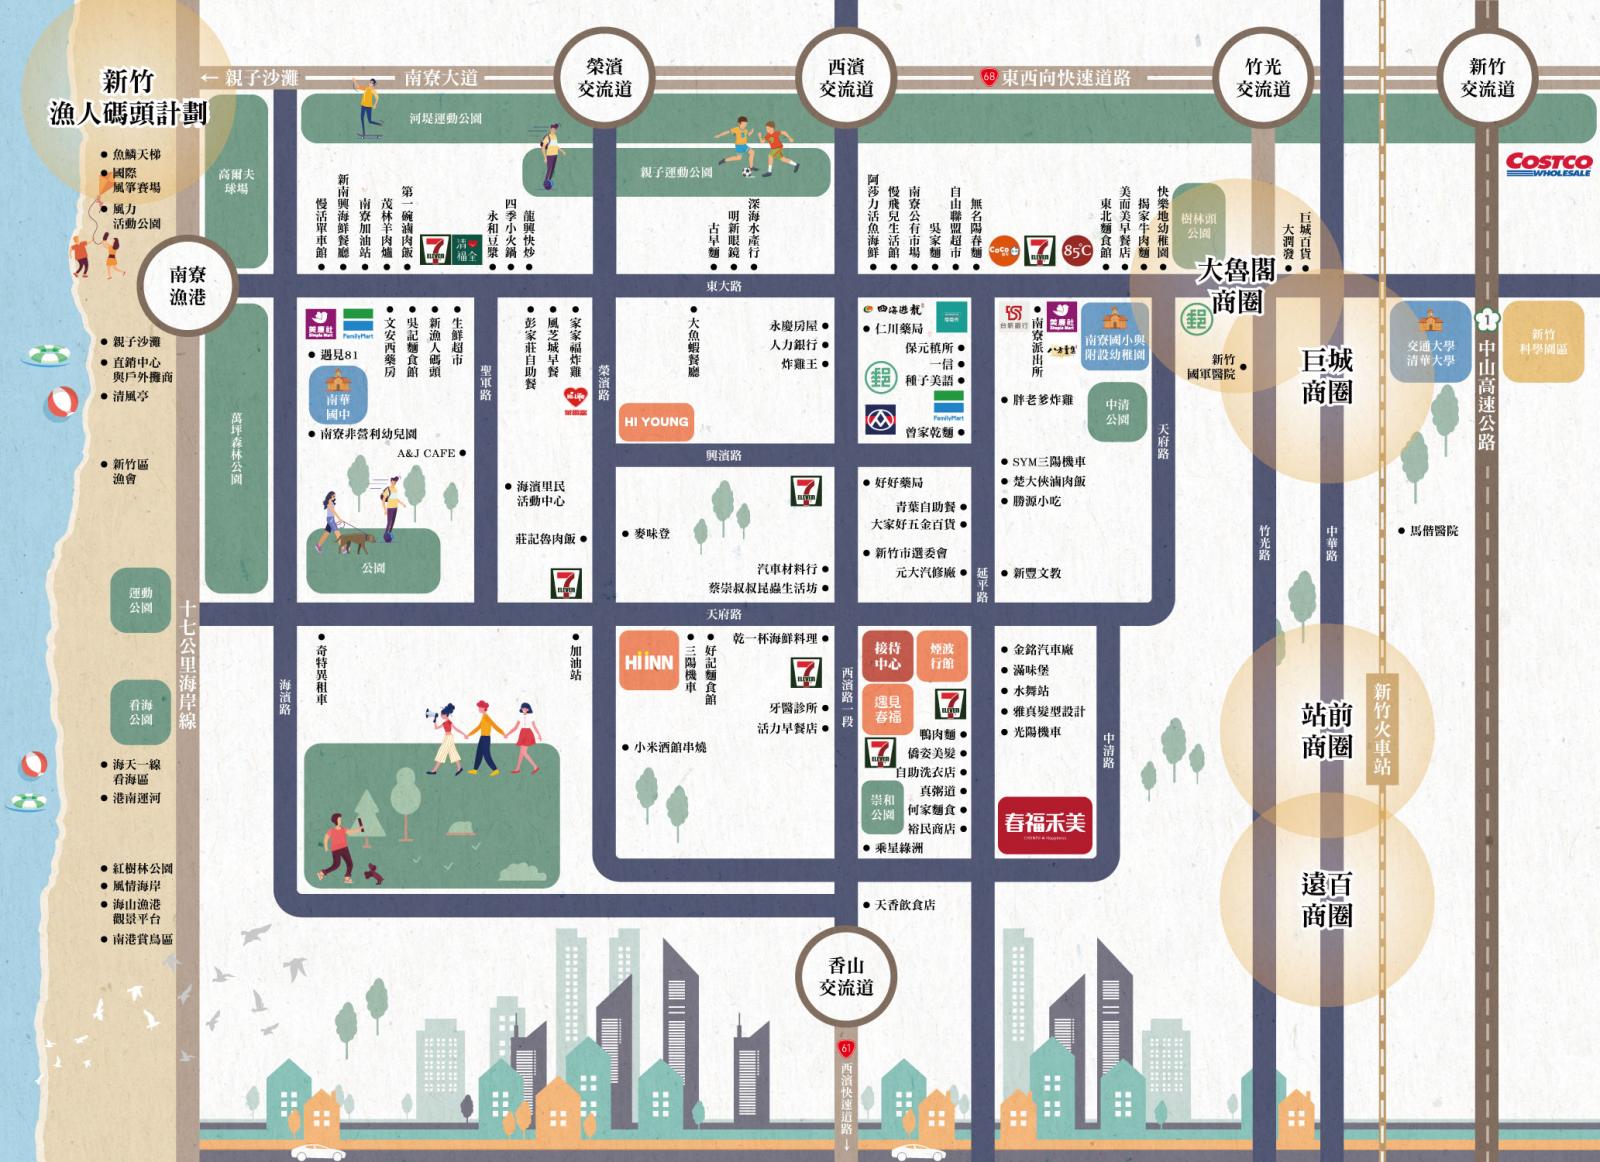 新竹
漁人碼頭計劃
← 親子沙灘
南寮大道
榮濱
交流道
西濱
交流道
68 東西向快速道路
竹光
交流道
新竹
交流道
魚鱗天梯
國際
風箏賽場
風力
活動公園
高爾夫
球場
河堤運動公園
親子運動公園
COSTCO
WHOLESALE
慢活單車館
新南興海鮮餐廳
南寮加油站
茂林羊肉爐
第一碗滷肉飯
7
ELEVEN
清福全
永和豆漿
四季小火鍋
龍興快炒
古早麵
明新眼鏡
深海水產行
阿莎力活魚海鮮
慢飛兒生活館
南寮公有市場
吳家麵
自山聯盟超市
無名陽春麵
CoCo
7
ELEVEN
85°C
東北麵食館
美而美早餐店
揚家牛肉麵
快樂地幼稚園
樹林頭
公園
大潤發
巨城百貨
南寮
漁港
東大路
大魯閣
商圈
親子沙灘
直銷中心
與戶外攤商
清風亭
新竹區
漁會
萬坪森林公園
美廉社
Simple Mart
FamilyMart
遇見81
南華
國中
文安西藥房
吳記麵食館
新漁人碼頭
生鮮超市
南寮非營利幼兒園
A&J CAFE
公園
聖軍路
彭家莊自助餐
風芝城早餐
家家福炸雞
Hi-Life
萊爾富
海濱里民
活動中心
莊記魯肉飯
7
ELEVEN
榮濱路
大魚蝦餐廳
永慶房屋
人力銀行
炸雞王
HI YOUNG
興濱路
7
ELEVEN
麥味登
汽車材料行
蔡崇叔叔昆蟲生活坊
四海遊龍
仁川藥局
保元稹所
一信
郵
種子美語
FamilyMart
曾家乾麵
好好藥局
青葉自助餐
大家好五金百貨
新竹市選委會
元大汽修廠
延平路
台新銀行
南寮派出所
美廉社
Simple Mart
八方雲集
南寮國小與
附設幼稚園
胖老爹炸雞
中清
公園
SYM三陽機車
楚大俠滷肉飯
勝源小吃
新豐文教
天府路
郵
新竹
國軍醫院
巨城
商圈
交通大學
清華大學
1
中山高速公路
新竹
科學園區
竹光路
中華路
馬偕醫院
運動
公園
十七公里海岸線
看海
公園
海天一線
看海區
港南運河
紅樹林公園
風情海岸
海山漁港
觀景平台
南港賞鳥區
天府路
海濱路
奇特異租車
加油站
HI INN
三陽機車
好記麵食館
乾一杯海鮮料理
7
ELEVEN
牙醫診所
活力早餐店
小米酒館串燒
西濱路一段
接待
中心
煙波
行館
遇見
春福
7
ELEVEN
鴨肉麵
7
ELEVEN
僑姿美髮
自助洗衣店
崇和
公園
真粥道
何家麵食
裕民商店
乘星綠洲
金銘汽車廠
滿味堡
水舞站
雅真髮型設計
光陽機車
中清路
春福禾美
站前
商圈
新竹火車站
遠百
商圈
天香飲食店
香山
交流道
61
西濱快速道路→